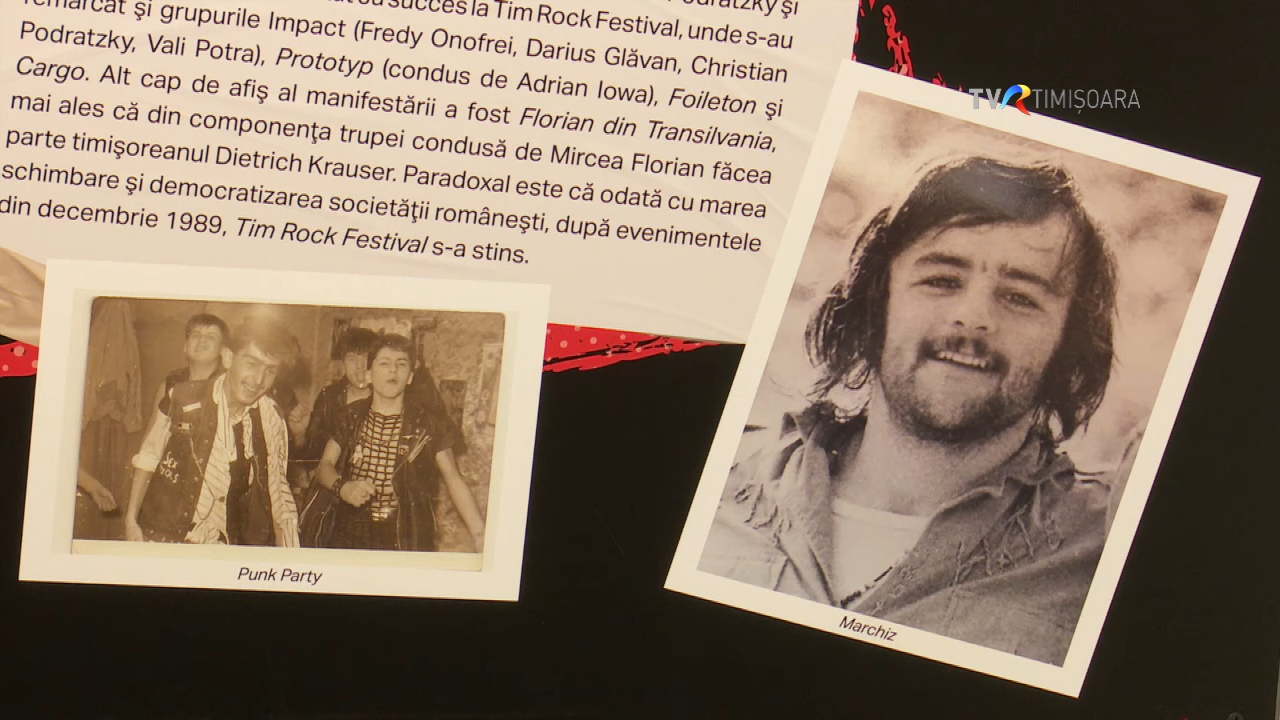 succes la Tim Rock Festival, unde s-au
remarcat şi grupurile Impact (Fredy Onofrei, Darius Glăvan, Christian
Podratzky, Vali Potra), Prototyp (condus de Adrian Iowa), Foileton şi
Cargo. Alt cap de afiş al manifestării a fost Florian din Transilvania,
mai ales că din componenţa trupei condusă de Mircea Florian făcea
parte timişoreanul Dietrich Krauser. Paradoxal este că odată cu marea
schimbare şi democratizarea societăţii româneşti, după evenimentele
din decembrie 1989, Tim Rock Festival s-a stins.
TVR TIMIȘOARA
Punk Party
Marchiz